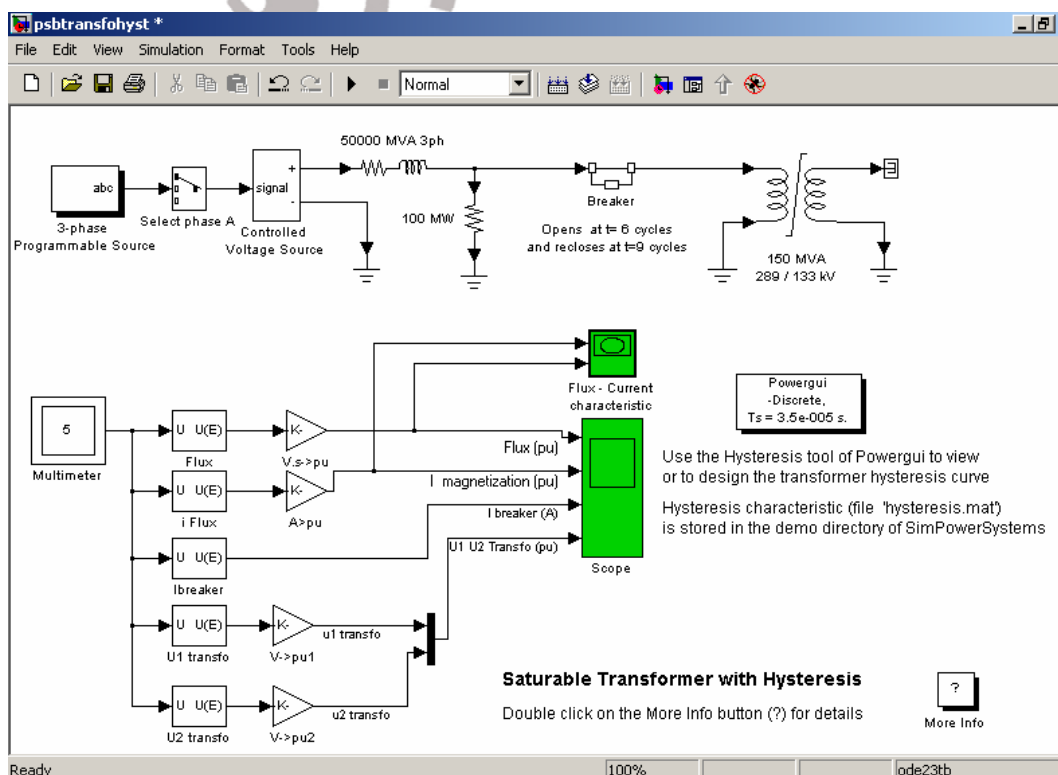 psbtransfohyst *
File Edit View Simulation Format Tools Help
Normal
50000 MVA 3ph
abc
3-phase
Programmable Source
Select phase A
signal
+
-
Controlled
Voltage Source
100 MW
Breaker
Opens at t= 6 cycles
and recloses at t=9 cycles
150 MVA
289 / 133 kV
Flux - Current
characteristic
Powergui
-Discrete,
Ts = 3.5e-005 s.
5
Multimeter
U U(E)
Flux
K-
V.s->pu
Flux (pu)
U U(E)
i Flux
K-
A>pu
I magnetization (pu)
U U(E)
Ibreaker
I breaker (A)
U1 U2 Transfo (pu)
Scope
Use the Hysteresis tool of Powergui to view
or to design the transformer hysteresis curve
Hysteresis characteristic (file 'hysteresis.mat')
is stored in the demo directory of SimPowerSystems
U U(E)
U1 transfo
K-
V->pu1
u1 transfo
U U(E)
U2 transfo
K-
V->pu2
u2 transfo
Saturable Transformer with Hysteresis
Double click on the More Info button (?) for details
?
More Info
Ready
100%
ode23tb